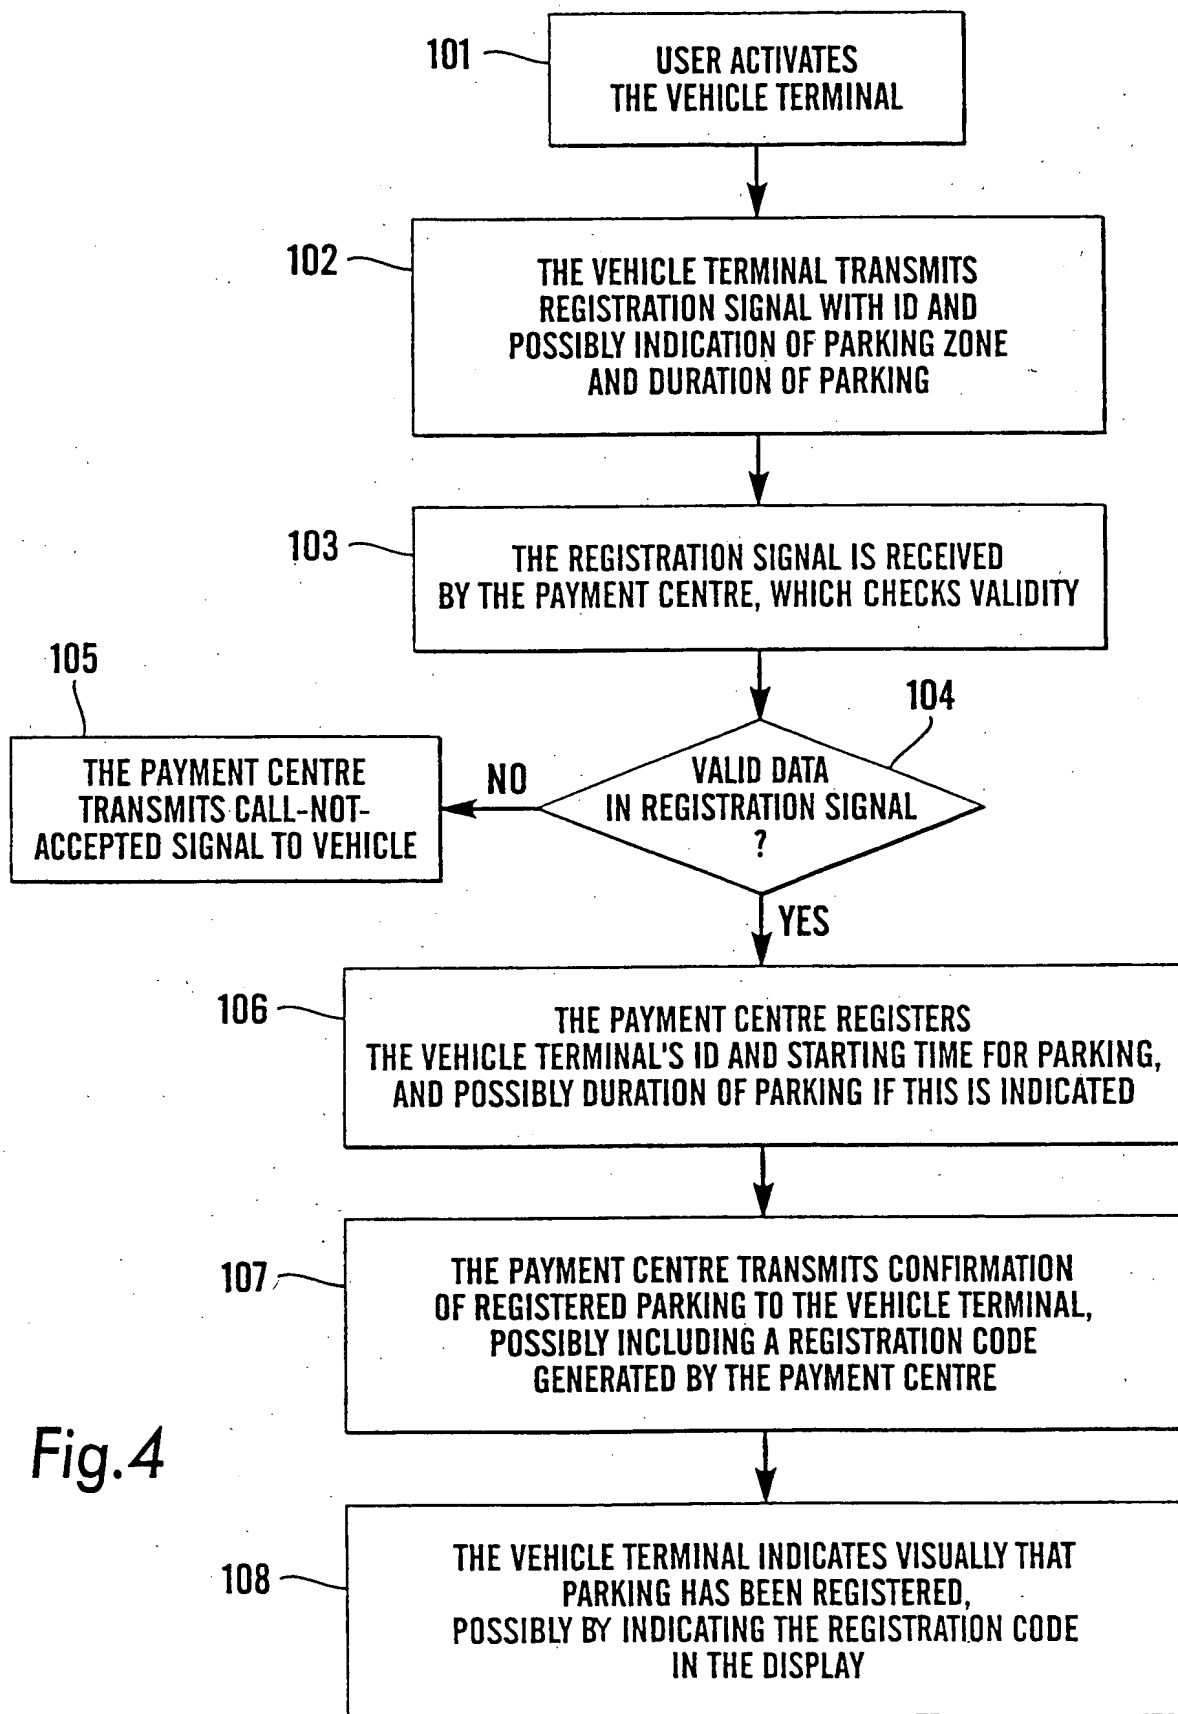 101
USER ACTIVATES
THE VEHICLE TERMINAL
102
THE VEHICLE TERMINAL TRANSMITS
REGISTRATION SIGNAL WITH ID AND
POSSIBLY INDICATION OF PARKING ZONE
AND DURATION OF PARKING
103
THE REGISTRATION SIGNAL IS RECEIVED
BY THE PAYMENT CENTRE, WHICH CHECKS VALIDITY
104
VALID DATA
IN REGISTRATION SIGNAL
?
NO
105
THE PAYMENT CENTRE
TRANSMITS CALL-NOT-
ACCEPTED SIGNAL TO VEHICLE
YES
106
THE PAYMENT CENTRE REGISTERS
THE VEHICLE TERMINAL'S ID AND STARTING TIME FOR PARKING,
AND POSSIBLY DURATION OF PARKING IF THIS IS INDICATED
107
THE PAYMENT CENTRE TRANSMITS CONFIRMATION
OF REGISTERED PARKING TO THE VEHICLE TERMINAL,
POSSIBLY INCLUDING A REGISTRATION CODE
GENERATED BY THE PAYMENT CENTRE
Fig.4
108
THE VEHICLE TERMINAL INDICATES VISUALLY THAT
PARKING HAS BEEN REGISTERED,
POSSIBLY BY INDICATING THE REGISTRATION CODE
IN THE DISPLAY